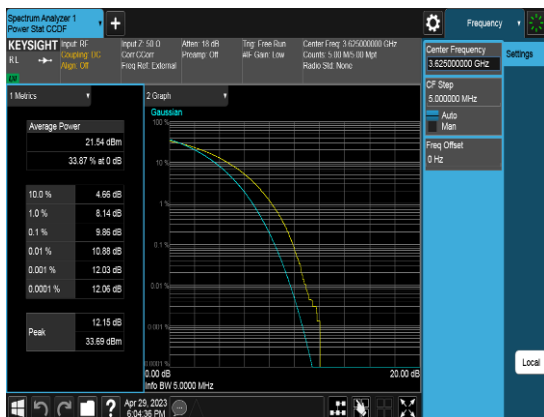 Spectrum Analyzer 1
Power Stat CCDF
Frequency
KEYSIGHT
RL
Input: RF
Coupling: DC
Align: Off
Input Z: 50 Ω
Corr CCorr
Freq Ref: External
Atten: 18 dB
Preamp: Off
Trig: Free Run
#IF Gain: Low
Center Freq: 3.625000000 GHz
Counts: 5.00 M/5.00 Mpt
Radio Std: None
Center Frequency
3.625000000 GHz
Settings
CF Step
5.000000 MHz
Auto
Man
Freq Offset
0 Hz
1 Metrics
Average Power
21.54 dBm
33.87 % at 0 dB
10.0 % 4.66 dB
1.0 % 8.14 dB
0.1 % 9.86 dB
0.01 % 10.88 dB
0.001 % 12.03 dB
0.0001 % 12.06 dB
Peak
12.15 dB
33.69 dBm
2 Graph
Gaussian
100 %
10 %
1 %
0.1 %
0.01 %
0.001 %
0.0001 %
0.00 dB
20.00 dB
Info BW 5.0000 MHz
Local
?
Apr 29, 2023
6:04:36 PM